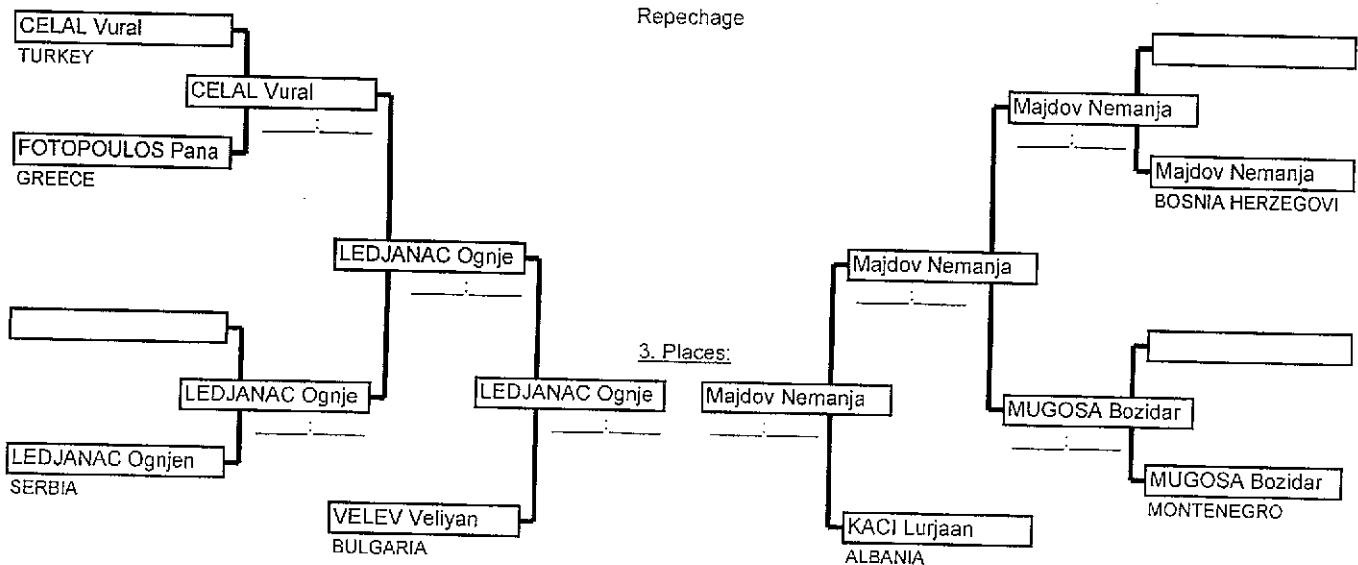 Repechage
CELAL Vural
TURKEY
CELAL Vural
FOTOPOULOS Pana
GREECE
LEDJANAC Ognje
LEDJANAC Ognje
LEDJANAC Ognjen
SERBIA
LEDJANAC Ognje
VELEV Veliyan
BULGARIA
3. Places:
Majdov Nemanja
Majdov Nemanja
BOSNIA HERZEGOVI
Majdov Nemanja
Majdov Nemanja
MUGOSA Bozidar
MUGOSA Bozidar
MONTENEGRO
KACI Lurjaan
ALBANIA